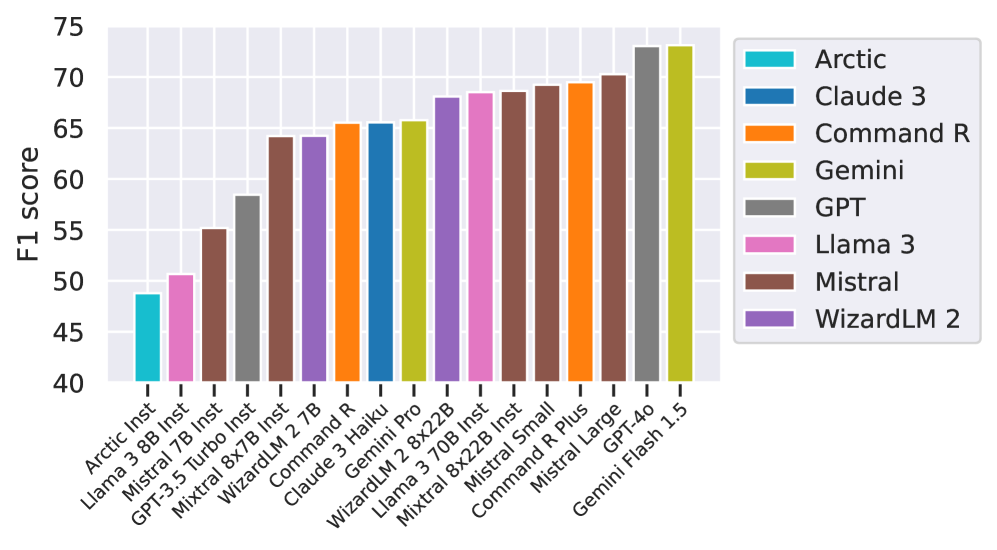 75
70
65
60
55
50
45
40
F1 score
Arctic Inst
Llama 3 8B Inst
Mistral 7B Inst
GPT-3.5 Turbo Inst
Mixtral 8x7B Inst
WizardLM 2 7B
Command R
Claude 3 Haiku
Gemini Pro
WizardLM 2 8x22B
Llama 3 70B Inst
Mixtral 8x22B Inst
Mistral Small
Command R Plus
Mistral Large
GPT-4o
Gemini Flash 1.5
Arctic
Claude 3
Command R
Gemini
GPT
Llama 3
Mistral
WizardLM 2